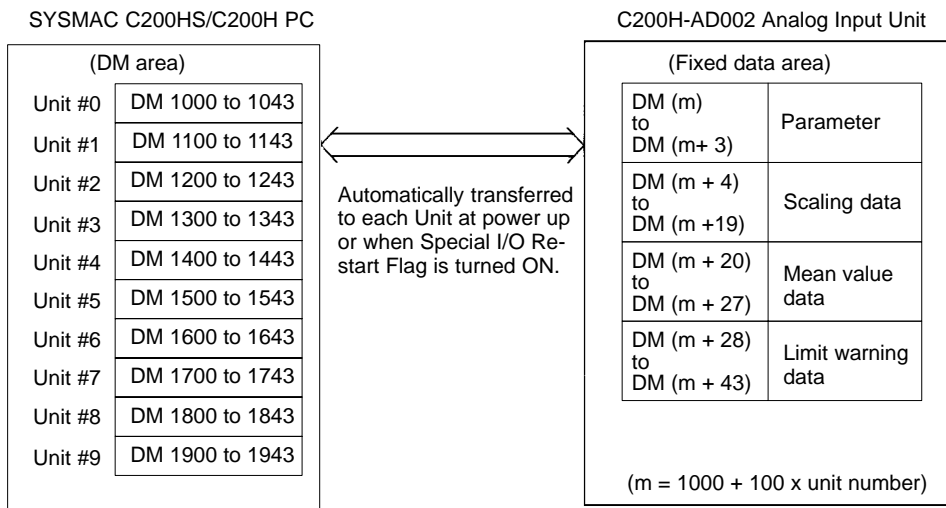 SYSMAC C200HS/C200H PC
(DM area)
Unit #0 DM 1000 to 1043
Unit #1 DM 1100 to 1143
Unit #2 DM 1200 to 1243
Unit #3 DM 1300 to 1343
Unit #4 DM 1400 to 1443
Unit #5 DM 1500 to 1543
Unit #6 DM 1600 to 1643
Unit #7 DM 1700 to 1743
Unit #8 DM 1800 to 1843
Unit #9 DM 1900 to 1943
Automatically transferred
to each Unit at power up
or when Special I/O Re-
start Flag is turned ON.
C200H-AD002 Analog Input Unit
(Fixed data area)
DM (m)
to
DM (m+ 3)
Parameter
DM (m + 4)
to
DM (m +19)
Scaling data
DM (m + 20)
to
DM (m + 27)
Mean value
data
DM (m + 28)
to
DM (m + 43)
Limit warning
data
(m = 1000 + 100 x unit number)